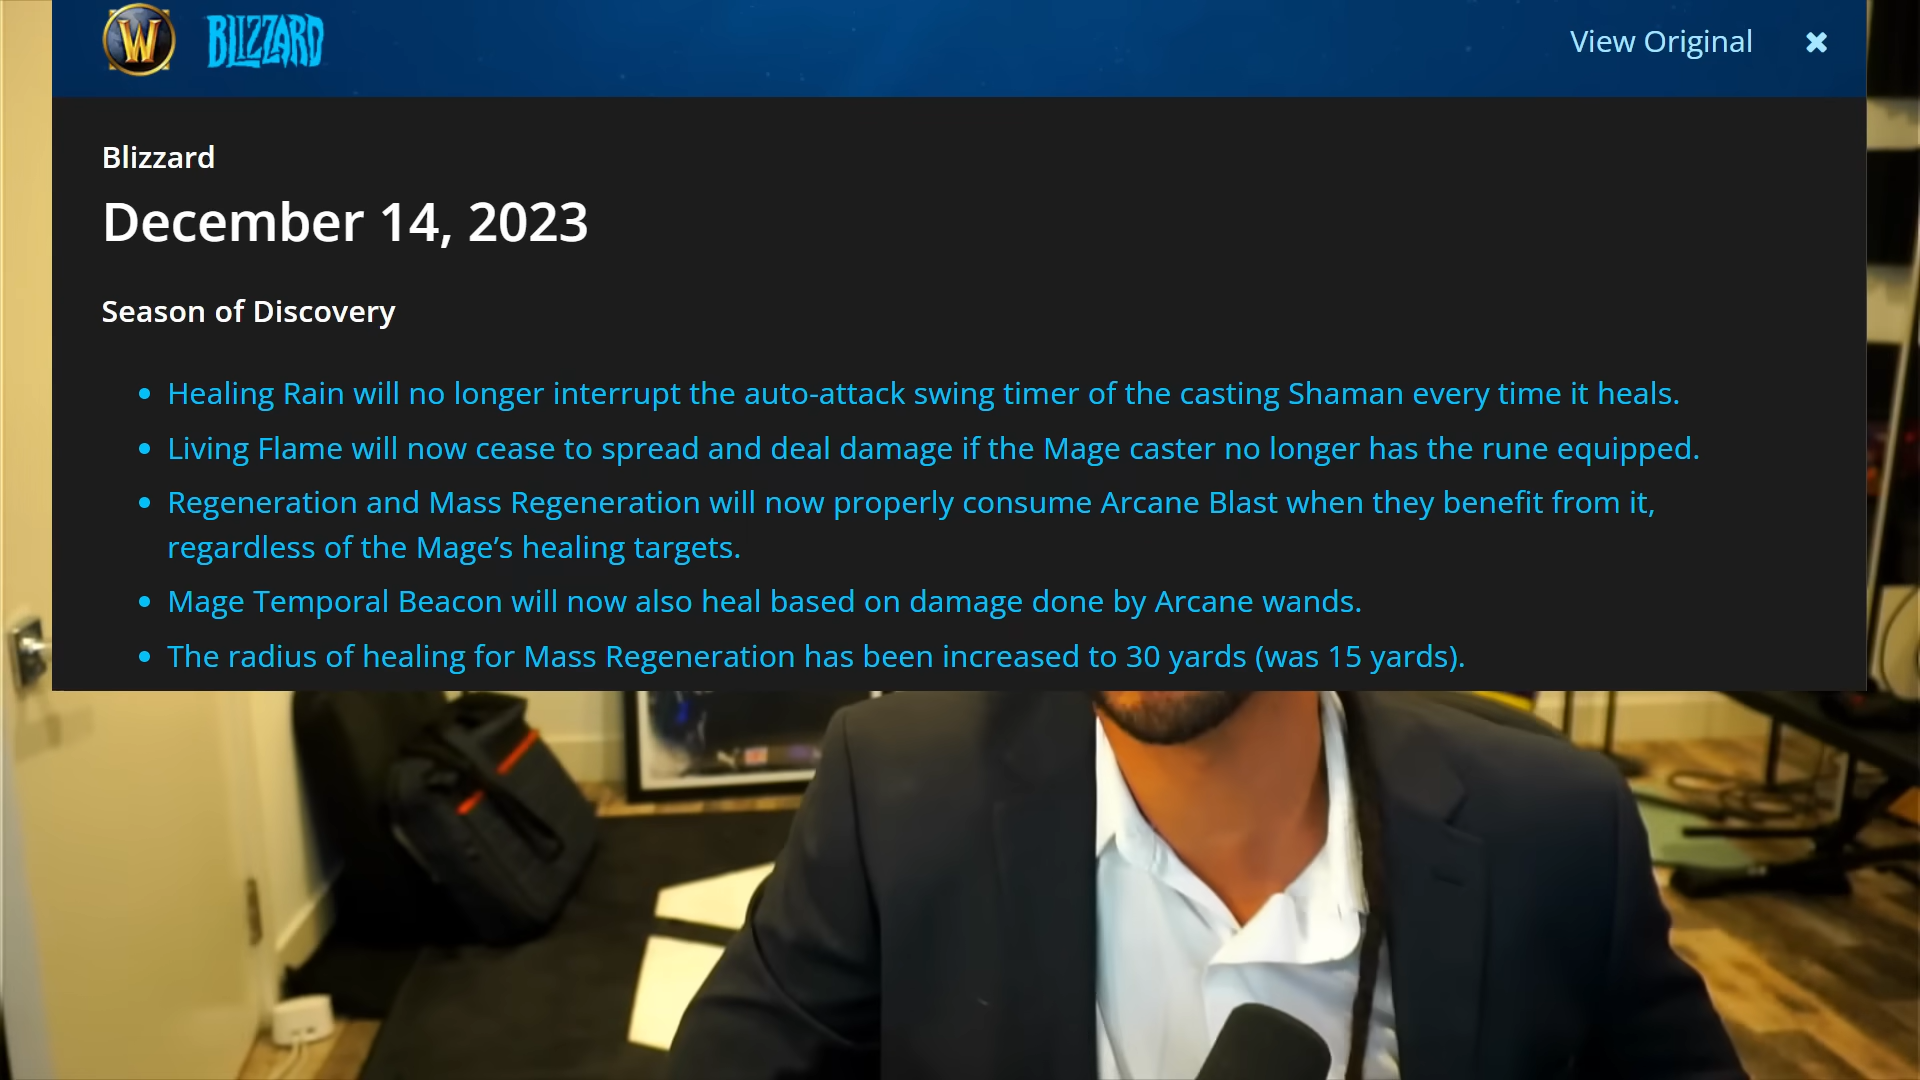 W BLIZZARD View Original
Blizzard
December 14, 2023
Season of Discovery
• Healing Rain will no longer interrupt the auto-attack swing timer of the casting Shaman every time it heals.
• Living Flame will now cease to spread and deal damage if the Mage caster no longer has the rune equipped.
• Regeneration and Mass Regeneration will now properly consume Arcane Blast when they benefit from it,
regardless of the Mage’s healing targets.
• Mage Temporal Beacon will now also heal based on damage done by Arcane wands.
• The radius of healing for Mass Regeneration has been increased to 30 yards (was 15 yards).